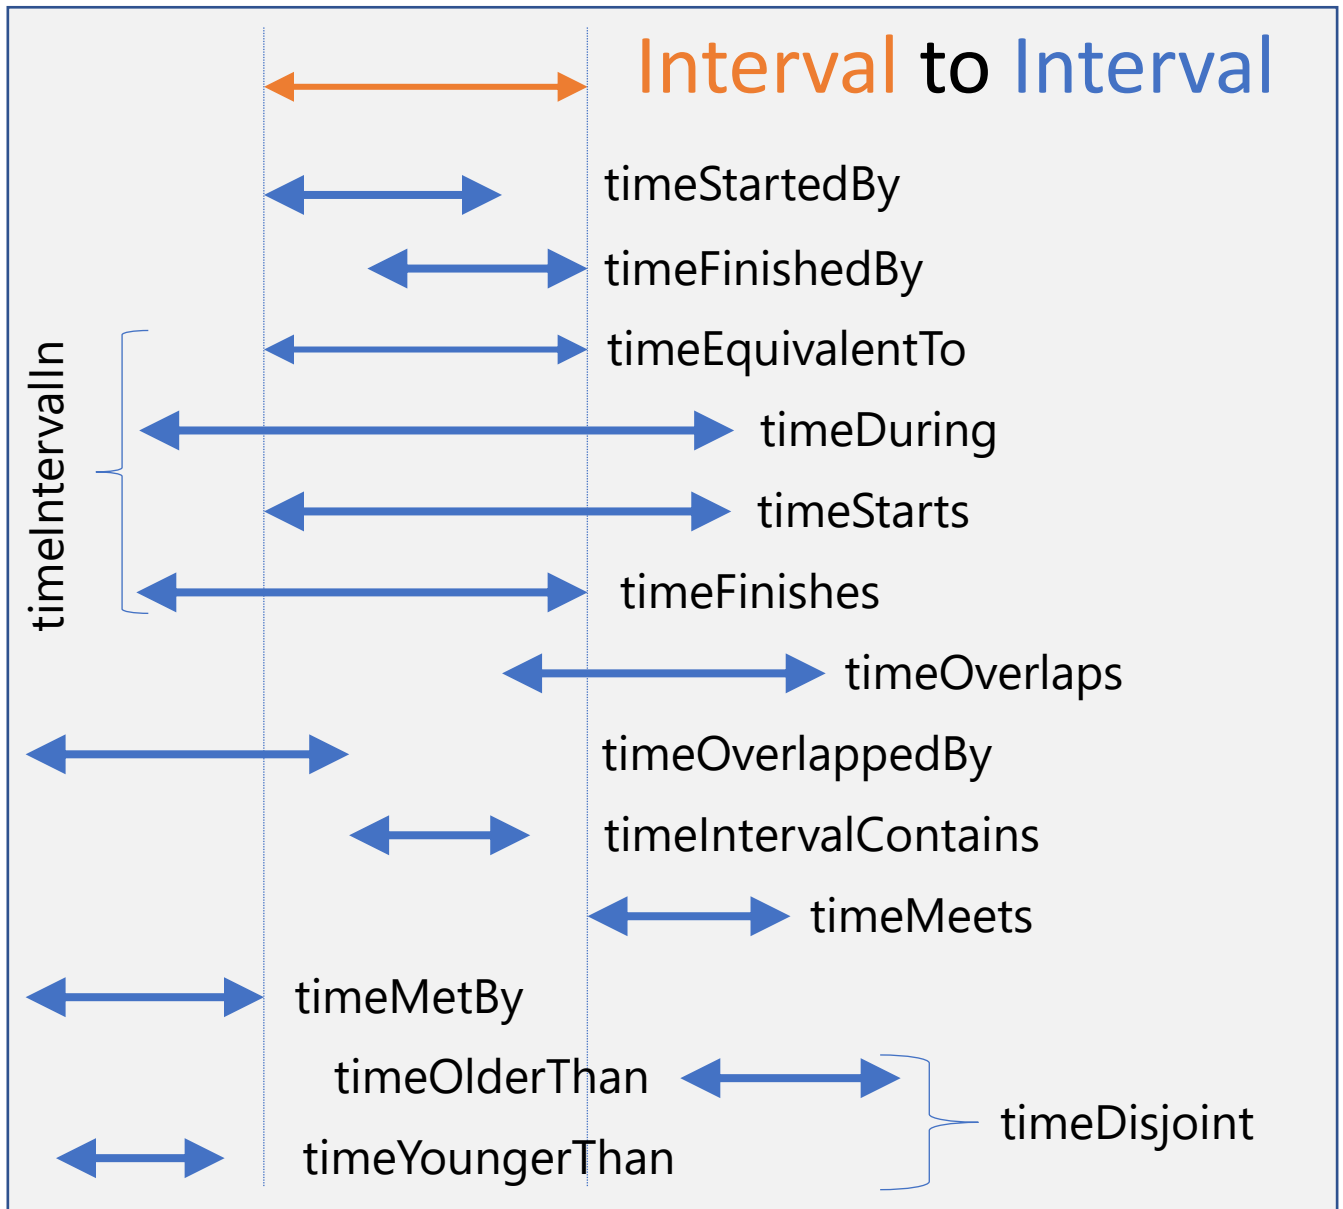 Interval to Interval
timeStartedBy
timeFinishedBy
timeIntervalIn
timeEquivalentTo
timeDuring
timeStarts
timeFinishes
timeOverlaps
timeOverlappedBy
timeIntervalContains
timeMeets
timeMetBy
timeOlderThan
timeDisjoint
timeYoungerThan